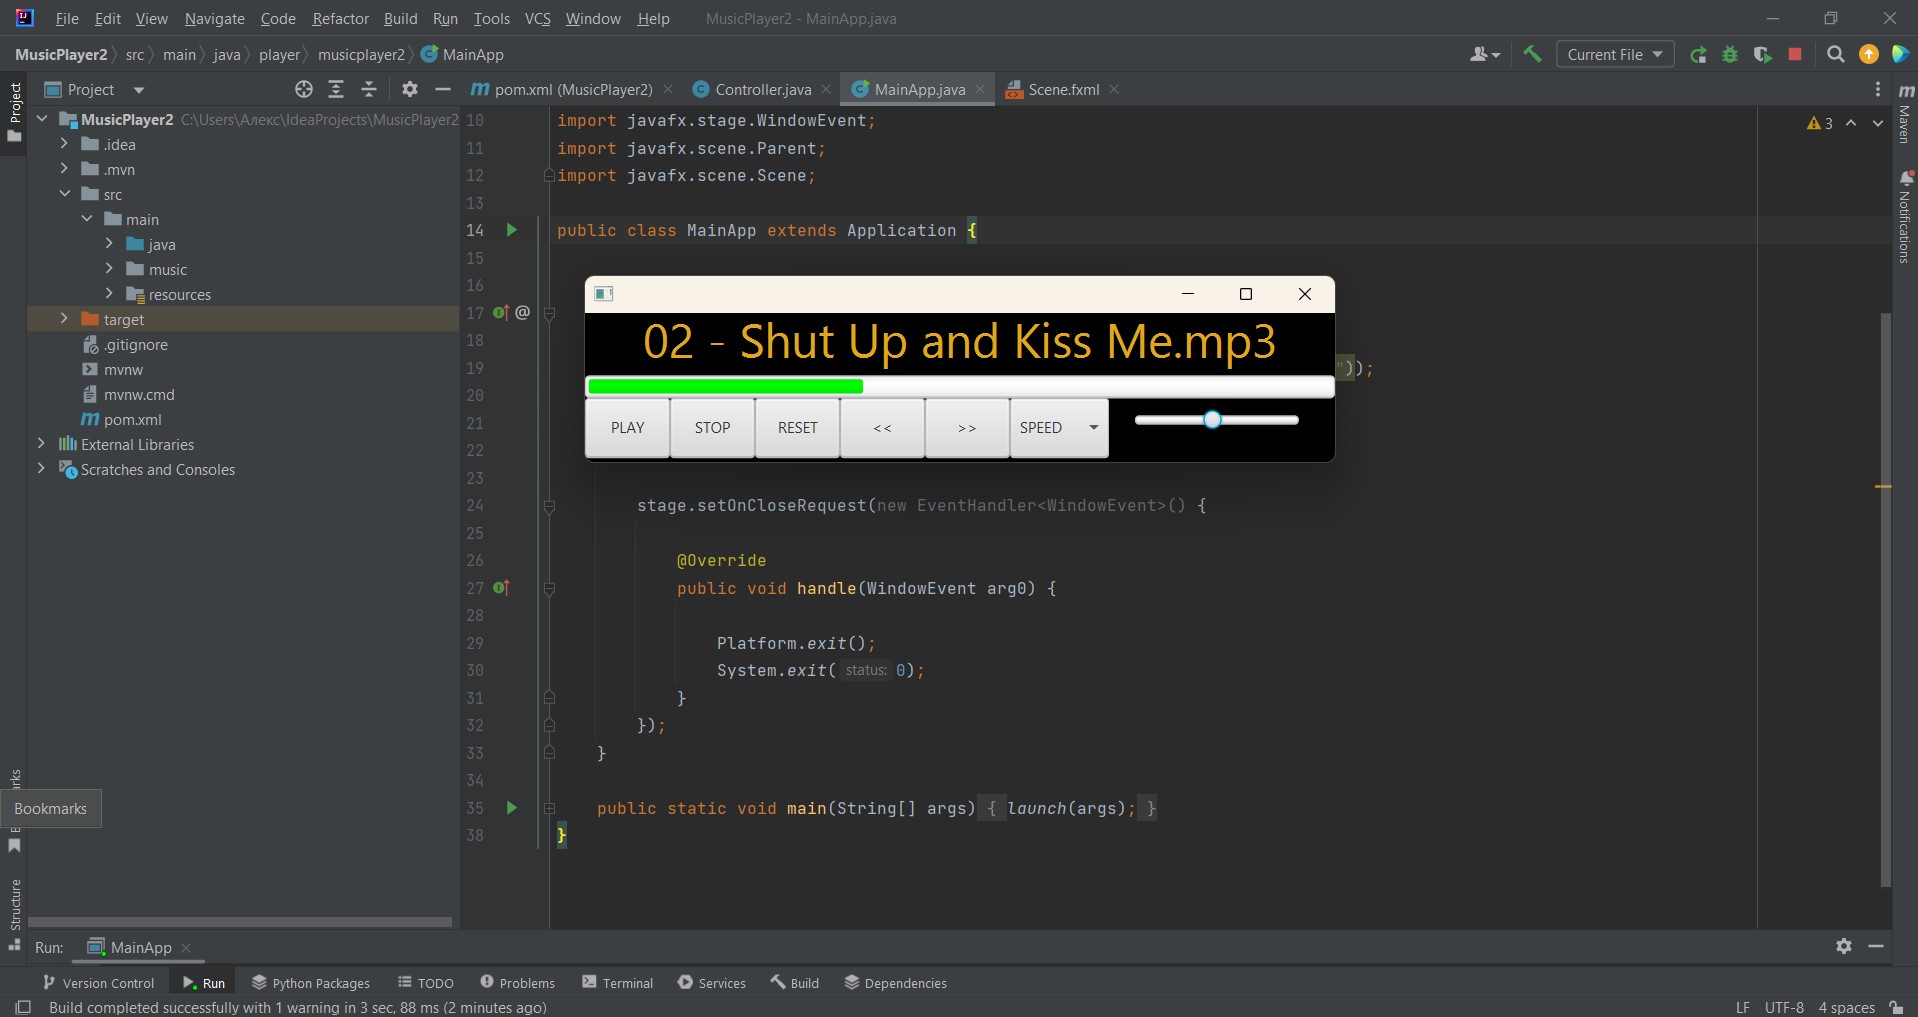 File Edit View Navigate Code Refactor Build Run Tools VCS Window Help MusicPlayer2 - MainApp.java
MusicPlayer2 src main java player musicplayer2 MainApp
Current File
Project
pom.xml (MusicPlayer2) Controller.java MainApp.java Scene.fxml
Project
MusicPlayer2 C:\Users\Алекс\IdeaProjects\MusicPlayer2
.idea
.mvn
src
main
java
music
resources
target
.gitignore
mvnw
mvnw.cmd
pom.xml
External Libraries
Scratches and Consoles
10 import javafx.stage.WindowEvent;
11 import javafx.scene.Parent;
12 import javafx.scene.Scene;
13
14 public class MainApp extends Application {
15
16
17 @
18
19 "));
20
21
22
23
24 stage.setOnCloseRequest(new EventHandler<WindowEvent>() {
25
26 @Override
27 public void handle(WindowEvent arg0) {
28
29 Platform.exit();
30 System.exit( status: 0);
31 }
32 });
33 }
34
35 public static void main(String[] args) { launch(args); }
38 }
3
02 - Shut Up and Kiss Me.mp3
PLAY STOP RESET << >> SPEED
Maven
Notifications
Bookmarks
Structure
Run: MainApp
Version Control Run Python Packages TODO Problems Terminal Services Build Dependencies
Build completed successfully with 1 warning in 3 sec, 88 ms (2 minutes ago)
LF UTF-8 4 spaces